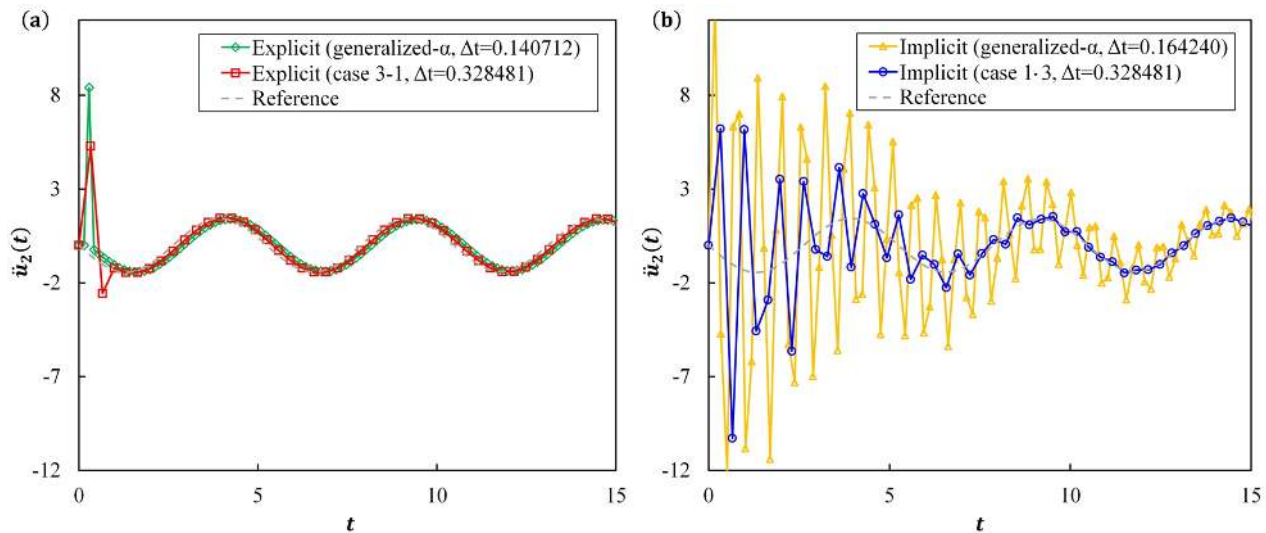 (a)
Explicit (generalized-α, Δt=0.140712)
Explicit (case 3-1, Δt=0.328481)
Reference
8
3
-2
-7
-12
ü₂(t)
0
5
10
15
t
(b)
Implicit (generalized-α, Δt=0.164240)
Implicit (case 1-3, Δt=0.328481)
Reference
8
3
-2
-7
-12
ü₂(t)
0
5
10
15
t